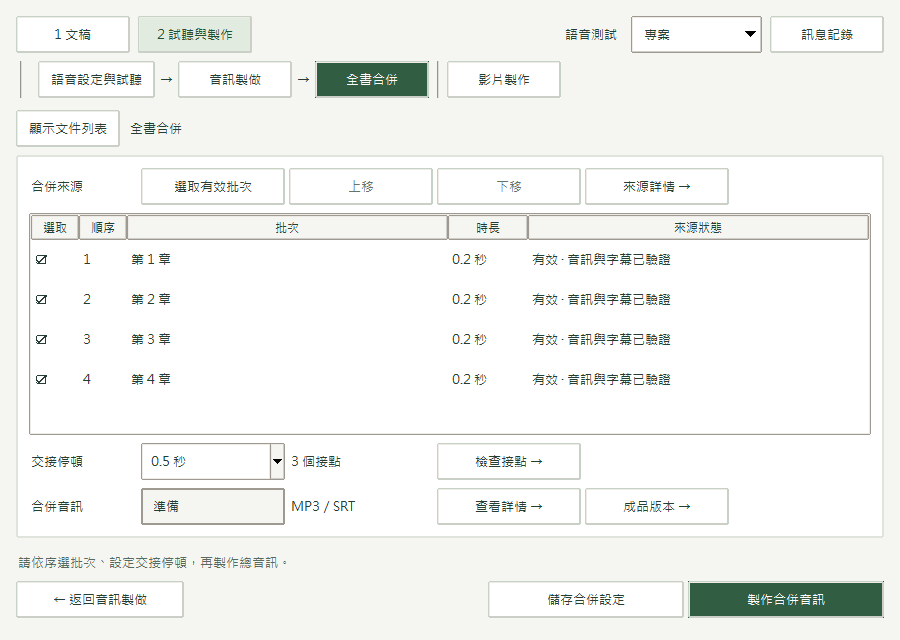 1 文稿 2 試聽與製作 語音測試 專案 訊息記錄
語音設定與試聽 → 音訊製做 → 全書合併 影片製作
顯示文件列表 全書合併
合併來源 選取有效批次 上移 下移 來源詳情 →
選取 順序 批次 時長 來源狀態
1 第 1 章 0.2 秒 有效 · 音訊與字幕已驗證
2 第 2 章 0.2 秒 有效 · 音訊與字幕已驗證
3 第 3 章 0.2 秒 有效 · 音訊與字幕已驗證
4 第 4 章 0.2 秒 有效 · 音訊與字幕已驗證
交接停頓 0.5 秒 3 個接點 檢查接點 →
合併音訊 準備 MP3 / SRT 查看詳情 → 成品版本 →
請依序選批次、設定交接停頓，再製作總音訊。
← 返回音訊製做 儲存合併設定 製作合併音訊